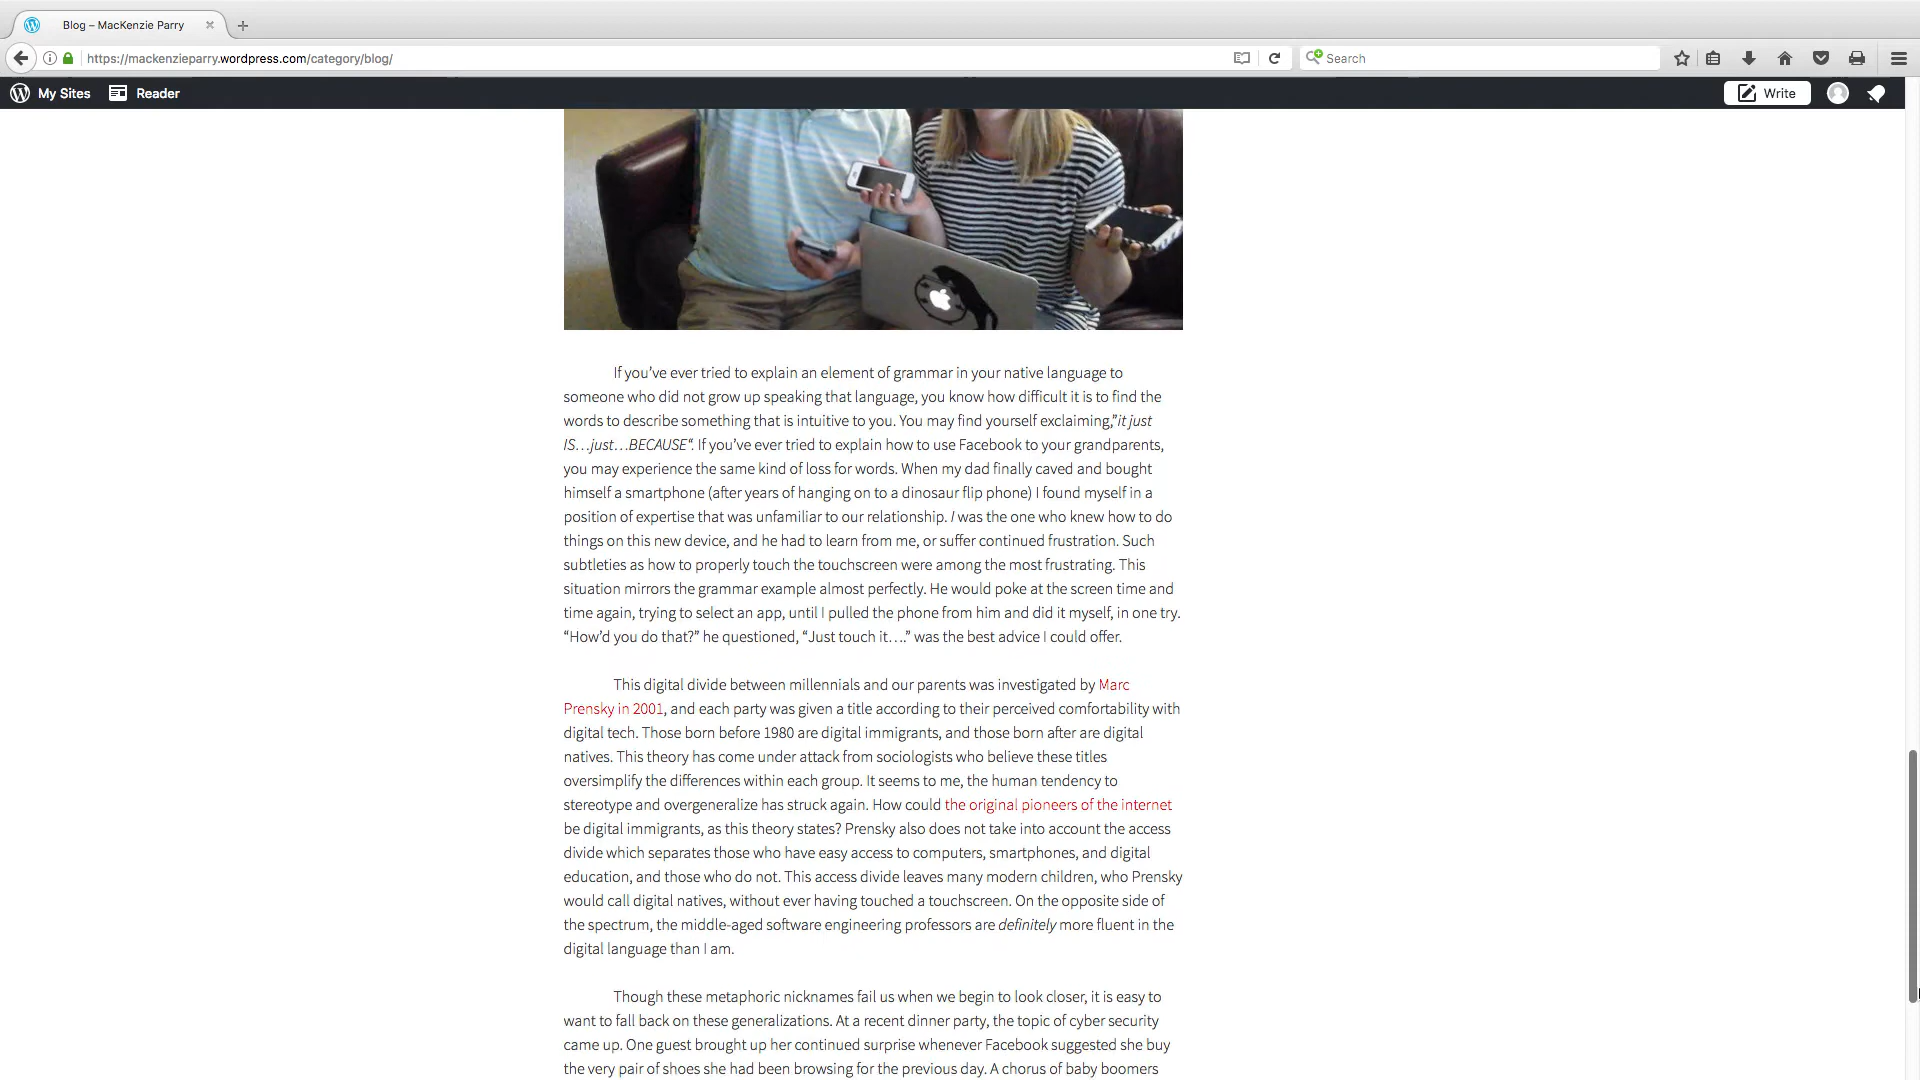 Blog – MacKenzie Parry
https://mackenzieparry.wordpress.com/category/blog/
Search
My Sites
Reader
Write
If you’ve ever tried to explain an element of grammar in your native language to
someone who did not grow up speaking that language, you know how difficult it is to find the
words to describe something that is intuitive to you. You may find yourself exclaiming,”it just
IS…just…BECAUSE“. If you’ve ever tried to explain how to use Facebook to your grandparents,
you may experience the same kind of loss for words. When my dad finally caved and bought
himself a smartphone (after years of hanging on to a dinosaur flip phone) I found myself in a
position of expertise that was unfamiliar to our relationship. I was the one who knew how to do
things on this new device, and he had to learn from me, or suffer continued frustration. Such
subtleties as how to properly touch the touchscreen were among the most frustrating. This
situation mirrors the grammar example almost perfectly. He would poke at the screen time and
time again, trying to select an app, until I pulled the phone from him and did it myself, in one try.
“How’d you do that?” he questioned, “Just touch it….” was the best advice I could offer.
This digital divide between millennials and our parents was investigated by Marc
Prensky in 2001, and each party was given a title according to their perceived comfortability with
digital tech. Those born before 1980 are digital immigrants, and those born after are digital
natives. This theory has come under attack from sociologists who believe these titles
oversimplify the differences within each group. It seems to me, the human tendency to
stereotype and overgeneralize has struck again. How could the original pioneers of the internet
be digital immigrants, as this theory states? Prensky also does not take into account the access
divide which separates those who have easy access to computers, smartphones, and digital
education, and those who do not. This access divide leaves many modern children, who Prensky
would call digital natives, without ever having touched a touchscreen. On the opposite side of
the spectrum, the middle-aged software engineering professors are definitely more fluent in the
digital language than I am.
Though these metaphoric nicknames fail us when we begin to look closer, it is easy to
want to fall back on these generalizations. At a recent dinner party, the topic of cyber security
came up. One guest brought up her continued surprise whenever Facebook suggested she buy
the very pair of shoes she had been browsing for the previous day. A chorus of baby boomers